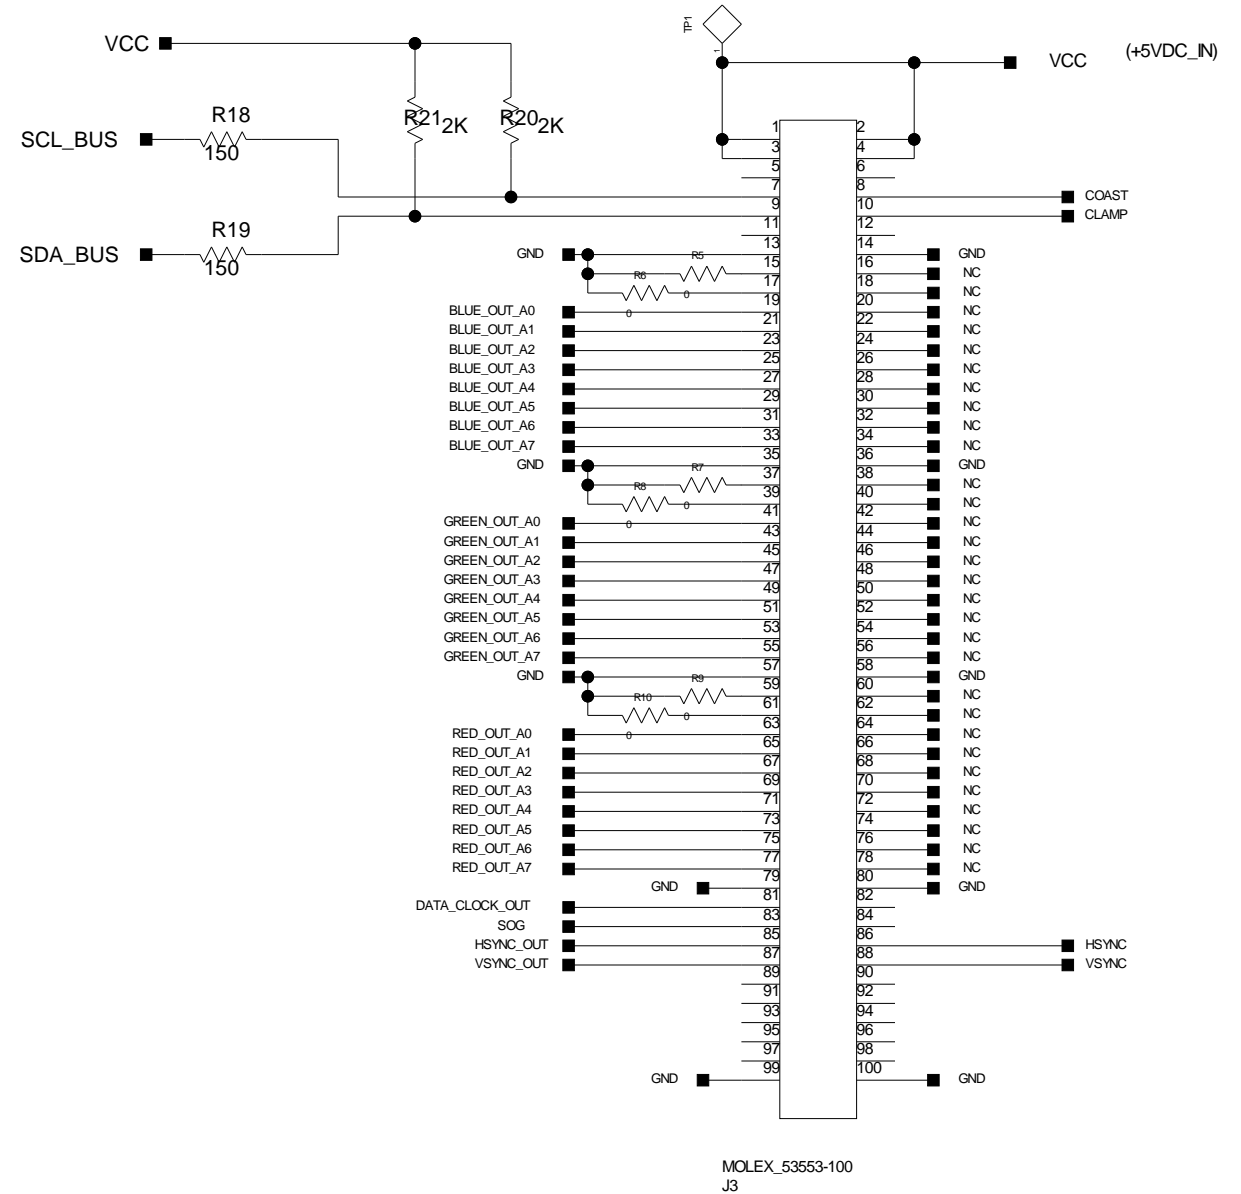 TP1
1
VCC
VCC
(+5VDC_IN)
R18
R21 2K
R20 2K
SCL_BUS
150
R19
SDA_BUS
150
1 2
3 4
5 6
7 8
COAST
9 10
CLAMP
11 12
13 14
GND GND
15 16
R5 NC
R6 17 18
0 NC
19 20
0
BLUE_OUT_A0 NC
21 22
BLUE_OUT_A1 NC
23 24
BLUE_OUT_A2 NC
25 26
BLUE_OUT_A3 NC
27 28
BLUE_OUT_A4 NC
29 30
BLUE_OUT_A5 NC
31 32
BLUE_OUT_A6 NC
33 34
BLUE_OUT_A7 NC
35 36
GND GND
R7 37 38
NC
R8 39 40
0 NC
41 42
0
GREEN_OUT_A0 NC
43 44
GREEN_OUT_A1 NC
45 46
GREEN_OUT_A2 NC
47 48
GREEN_OUT_A3 NC
49 50
GREEN_OUT_A4 NC
51 52
GREEN_OUT_A5 NC
53 54
GREEN_OUT_A6 NC
55 56
GREEN_OUT_A7 NC
57 58
GND GND
R9 59 60
NC
R10 61 62
0 NC
63 64
0
RED_OUT_A0 NC
65 66
RED_OUT_A1 NC
67 68
RED_OUT_A2 NC
69 70
RED_OUT_A3 NC
71 72
RED_OUT_A4 NC
73 74
RED_OUT_A5 NC
75 76
RED_OUT_A6 NC
77 78
RED_OUT_A7 NC
79 80
GND GND
81 82
DATA_CLOCK_OUT
83 84
SOG
85 86
HSYNC_OUT HSYNC
87 88
VSYNC_OUT VSYNC
89 90
91 92
93 94
95 96
97 98
99 100
GND GND
MOLEX_53553-100
J3